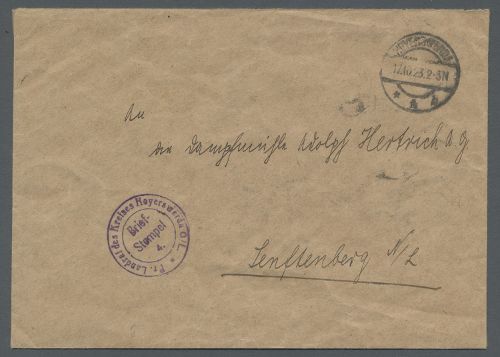 HOYERSWERDA
17.10.23.2-3N
* a *
An
die Dampfmühle Adolph Hertrich A.G
Senftenberg N/L
Pr. Landrat des Kreises Hoyerswerda O/L. *
Brief-
Stempel
4.